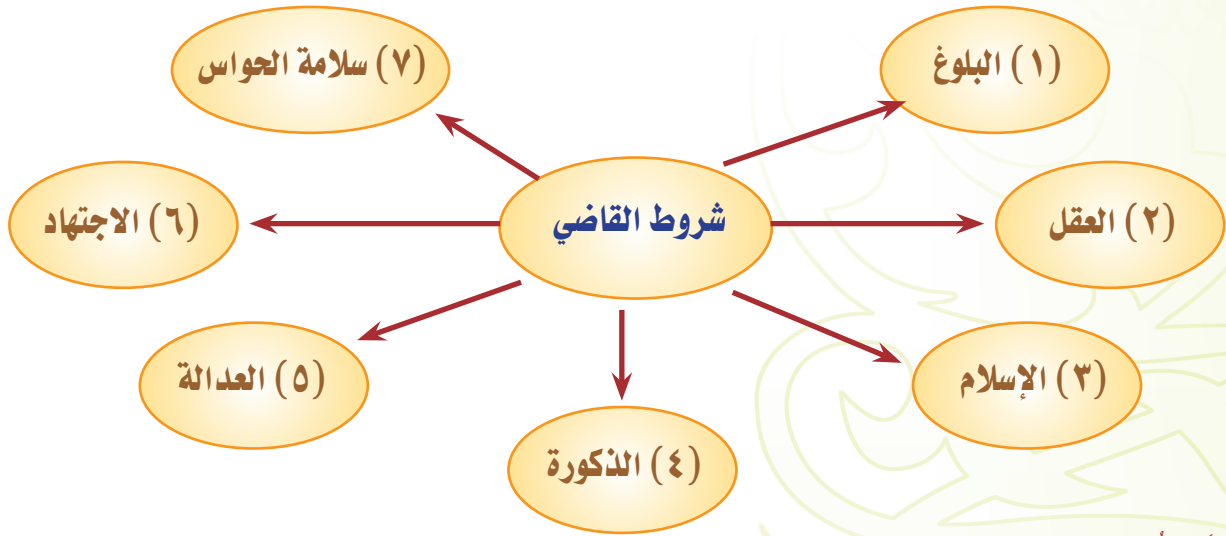 شروط القاضي
(١) البلوغ
(٢) العقل
(٣) الإسلام
(٤) الذكورة
(٥) العدالة
(٦) الاجتهاد
(٧) سلامة الحواس